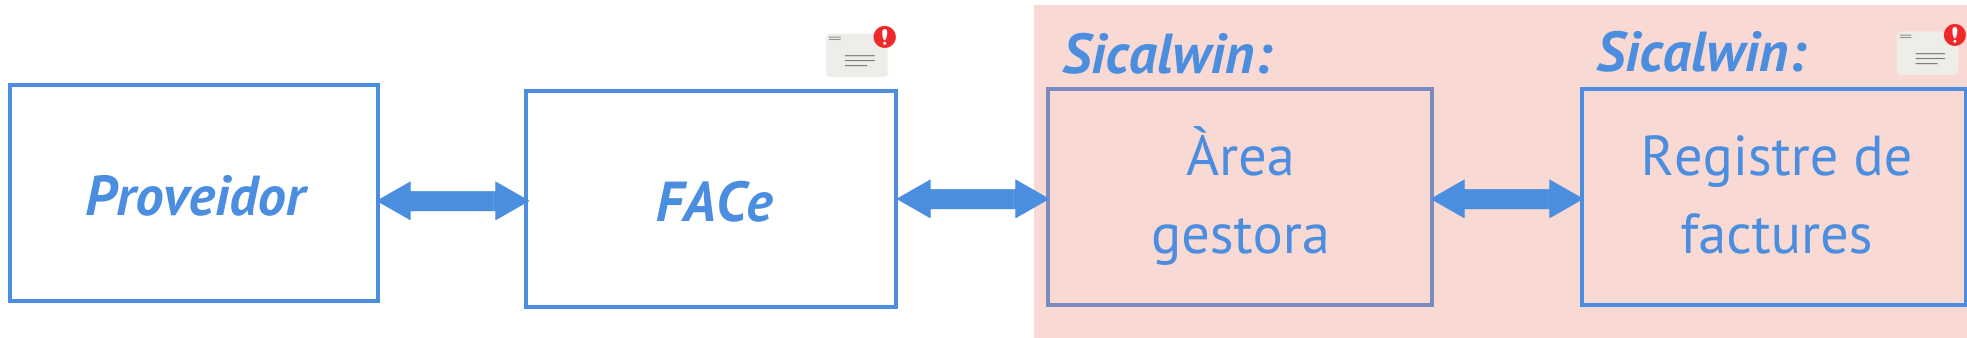 Proveidor
FACe
Sicalwin:
Àrea
gestora
Sicalwin:
Registre de
factures